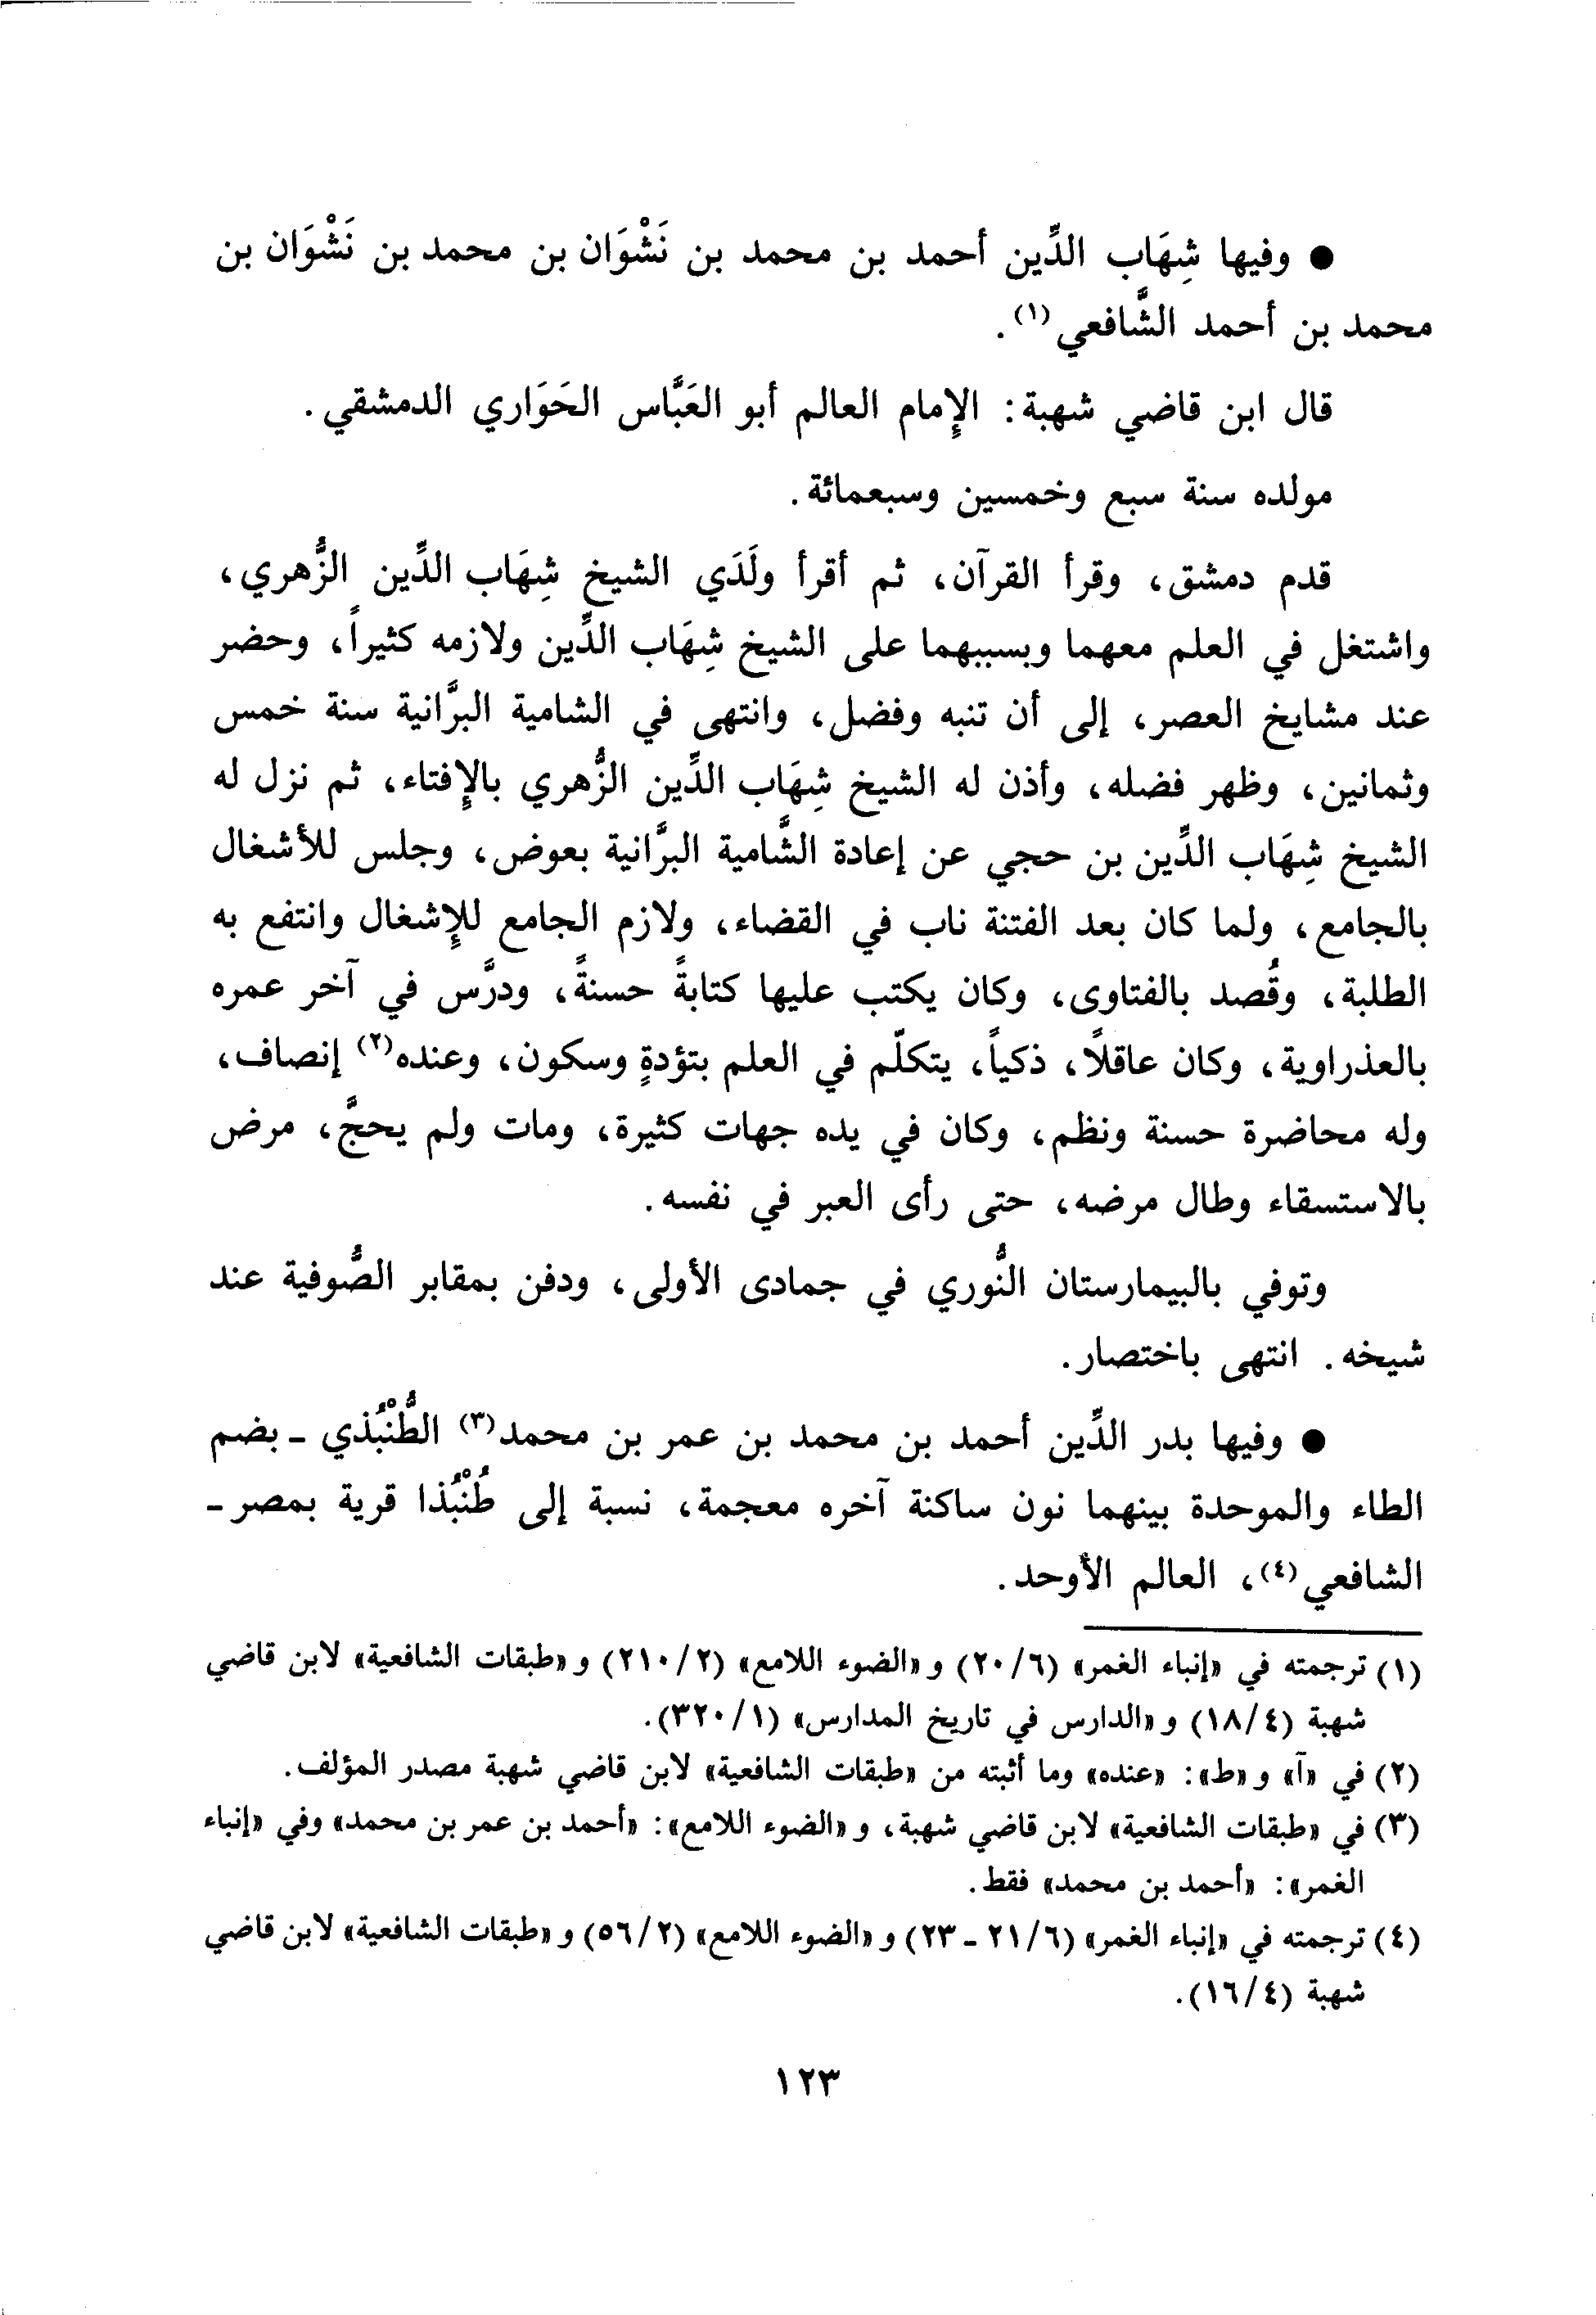 ● وفيها شِهَاب الدِّين أحمد بن محمد بن نَشْوَان بن محمد بن نَشْوَان بن
محمد بن أحمد الشَّافعي(١).
قال ابن قاضي شهبة: الإِمام العالم أبو العَبَّاس الحَوَاري الدمشقي.
مولده سنة سبع وخمسين وسبعمائة.
قدم دمشق، وقرأ القرآن، ثم أقرأ ولَدَي الشيخ شِهَاب الدِّين الزُّهري،
واشتغل في العلم معهما وبسببهما على الشيخ شِهَاب الدِّين ولازمه كثيراً، وحضر
عند مشايخ العصر، إلى أن تنبه وفضل، وانتهى في الشامية البرَّانية سنة خمس
وثمانين، وظهر فضله، وأذن له الشيخ شِهَاب الدِّين الزُّهري بالإِفتاء، ثم نزل له
الشيخ شِهَاب الدِّين بن حجي عن إعادة الشَّامية البرَّانية بعوض، وجلس للأشغال
بالجامع، ولما كان بعد الفتنة ناب في القضاء، ولازم الجامع للإِشغال وانتفع به
الطلبة، وقُصد بالفتاوى، وكان يكتب عليها كتابةً حسنةً، ودرَّس في آخر عمره
بالعذراوية، وكان عاقلاً، ذكياً، يتكلّم في العلم بتؤدةٍ وسكون، وعنده(٢) إنصاف،
وله محاضرة حسنة ونظم، وكان في يده جهات كثيرة، ومات ولم يحجَّ، مرض
بالاستسقاء وطال مرضه، حتى رأى العبر في نفسه.
وتوفي بالبيمارستان النُّوري في جمادى الأولى، ودفن بمقابر الصُّوفية عند
شيخه. انتهى باختصار.
● وفيها بدر الدِّين أحمد بن محمد بن عمر بن محمد(٣) الطُّنْبُذي - بضم
الطاء والموحدة بينهما نون ساكنة آخره معجمة، نسبة إلى طُنْبُذا قرية بمصر -
الشافعي(٤)، العالم الأوحد.
(١) ترجمته في «إنباء الغمر» (٢٠/٦) و «الضوء اللامع» (٢١٠/٢) و «طبقات الشافعية» لابن قاضي
شهبة (١٨/٤) و «الدارس في تاريخ المدارس» (٣٢٠/١).
(٢) في «آ» و «ط»: «عنده» وما أثبته من «طبقات الشافعية» لابن قاضي شهبة مصدر المؤلف.
(٣) في «طبقات الشافعية» لابن قاضي شهبة، و «الضوء اللامع»: «أحمد بن عمر بن محمد» وفي «إنباء
الغمر»: «أحمد بن محمد» فقط.
(٤) ترجمته في «إنباء الغمر» (٢١/٦ - ٢٣) و «الضوء اللامع» (٥٦/٢) و «طبقات الشافعية» لابن قاضي
شهبة (١٦/٤).
١٢٣